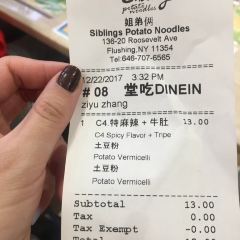 potato noodles
姐弟俩
Siblings Potato Noodles
136-20 Roosevelt Ave
Flushing,NY 11354
Tel:646-707-6565
12/22/2017 3:32 PM
# 08 堂吃DINEIN
ziyu zhang
1 C4.特麻辣 + 牛肚 13.00
C4.Spicy Flavor + Tripe
土豆粉
Potato Vermicelli
土豆粉
Potato Vermicelli
Subtotal 13.00
Tax 0.00
Tax Exempt -0.00
Total